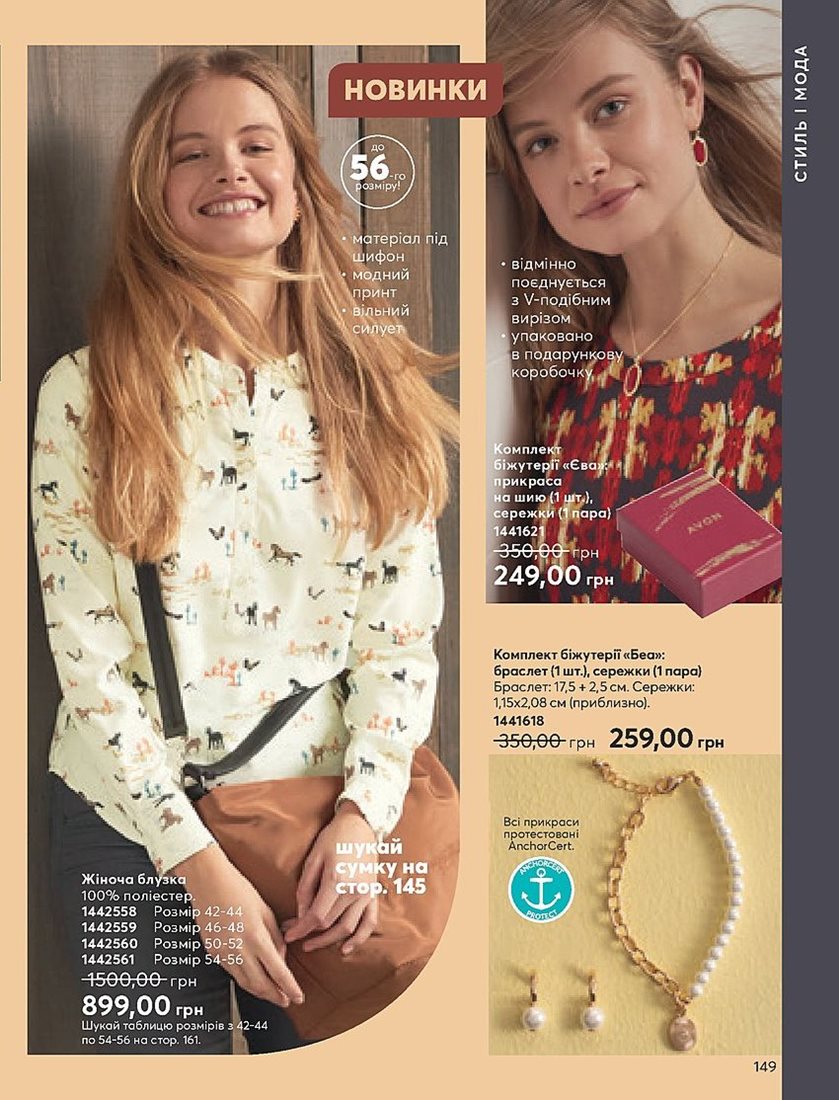 НОВИНКИ
до
56-го
розміру!
• матеріал під
шифон
• модний
принт
• вільний
силует
шукай
сумку на
стор. 145
Жіноча блузка
100% поліестер.
1442558 Розмір 42-44
1442559 Розмір 46-48
1442560 Розмір 50-52
1442561 Розмір 54-56
1500,00 грн
899,00 грн
Шукай таблицю розмірів з 42-44
по 54-56 на стор. 161.
СТИЛЬ І МОДА
• відмінно
поєднується
з V-подібним
вирізом
• упаковано
в подарункову
коробочку
Комплект
біжутерії «Єва»:
прикраса
на шию (1 шт.),
сережки (1 пара)
1441621
350,00 грн
249,00 грн
AVON
Комплект біжутерії «Беа»:
браслет (1 шт.), сережки (1 пара)
Браслет: 17,5 + 2,5 см. Сережки:
1,15х2,08 см (приблизно).
1441618
350,00 грн 259,00 грн
Всі прикраси
протестовані
AnchorCert.
ANCHORCERT
PROTECT
149